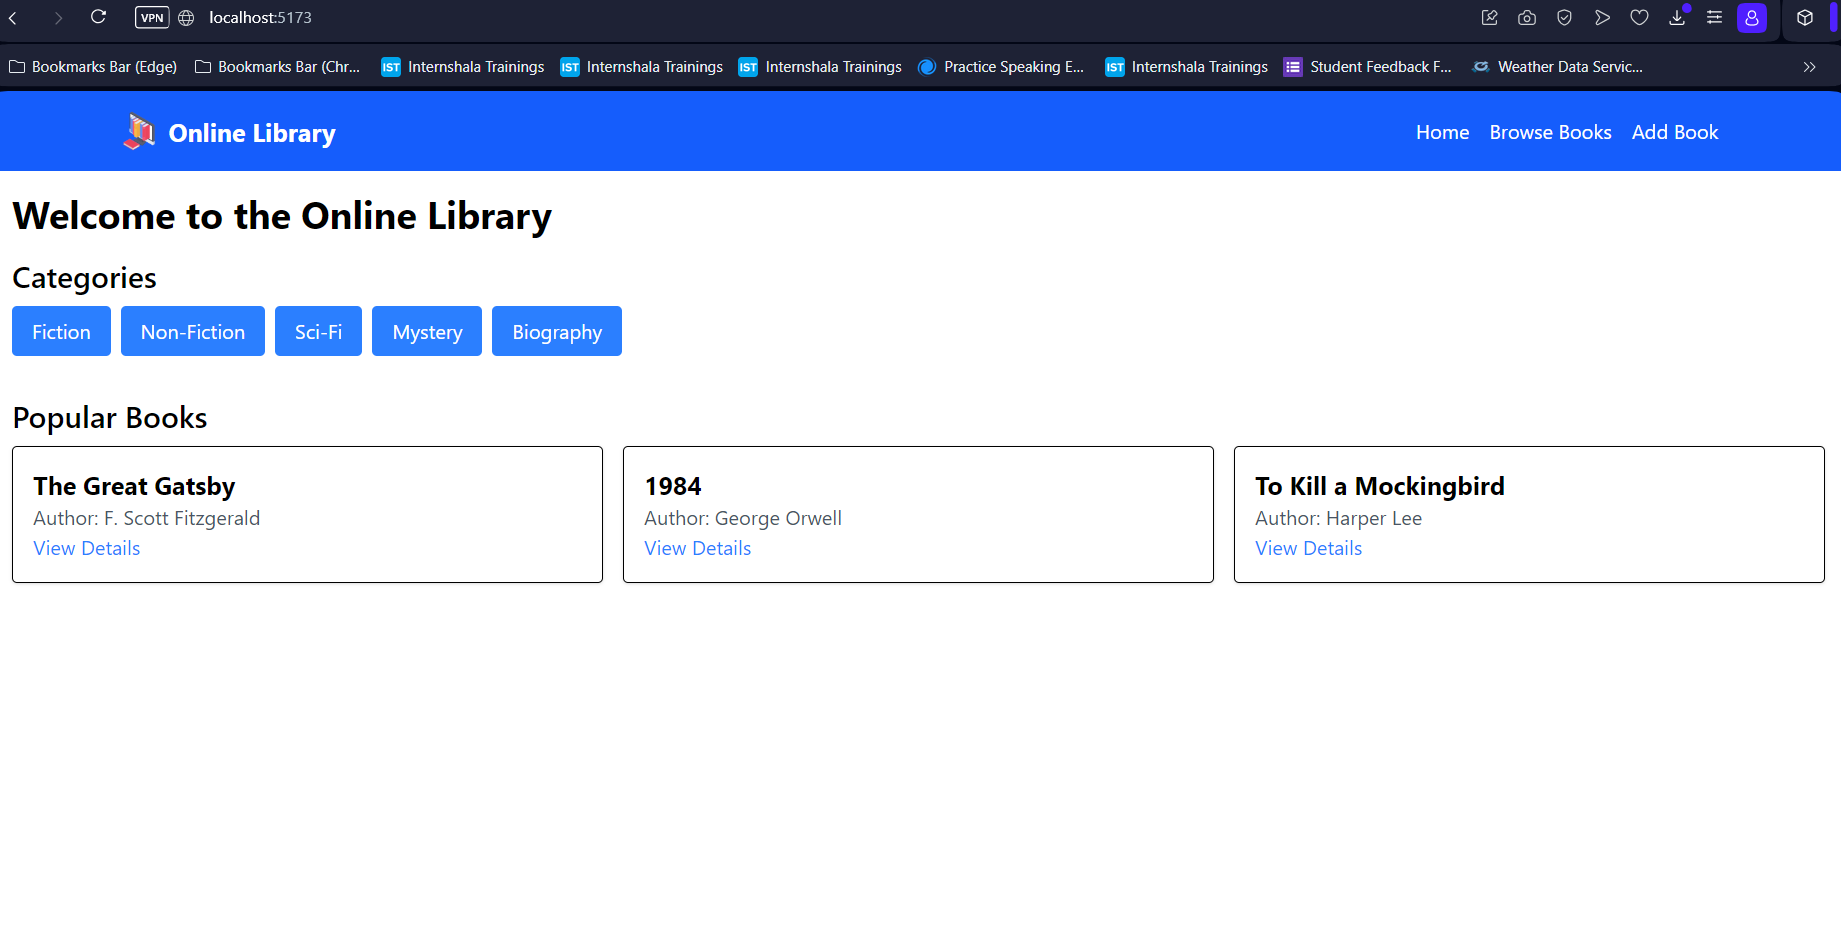 VPN localhost:5173
Bookmarks Bar (Edge) Bookmarks Bar (Chr... IST Internshala Trainings IST Internshala Trainings IST Internshala Trainings Practice Speaking E... IST Internshala Trainings Student Feedback F... Weather Data Servic...
Online Library Home Browse Books Add Book
Welcome to the Online Library
Categories
Fiction Non-Fiction Sci-Fi Mystery Biography
Popular Books
The Great Gatsby 1984 To Kill a Mockingbird
Author: F. Scott Fitzgerald Author: George Orwell Author: Harper Lee
View Details View Details View Details